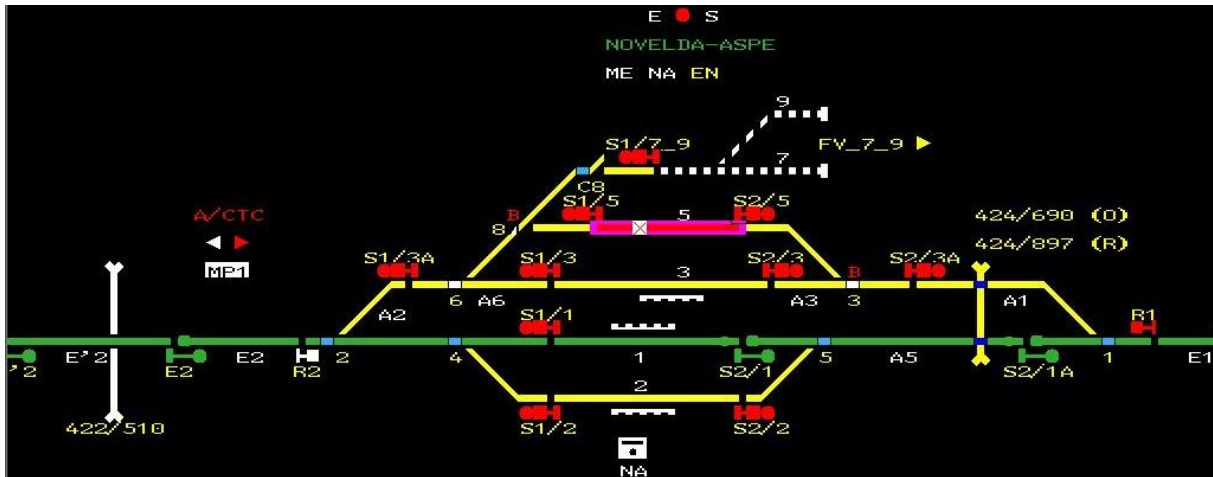 E S
NOVELDA-ASPE
ME NA EN
9
S1/7_9
FV_7_9
7
C8
S1/5 5 S2/5
A/CTC
B
8
424/690 (O)
424/897 (R)
MP1
S1/3A S1/3 3 S2/3 B S2/3A
6 A6 A3 3 A1
A2
S1/1
R1
'2 E'2 E2 E2 R2 2 4 1 S2/1 5 A5 S2/1A 1 E1
2
422/510
S1/2 S2/2
NA